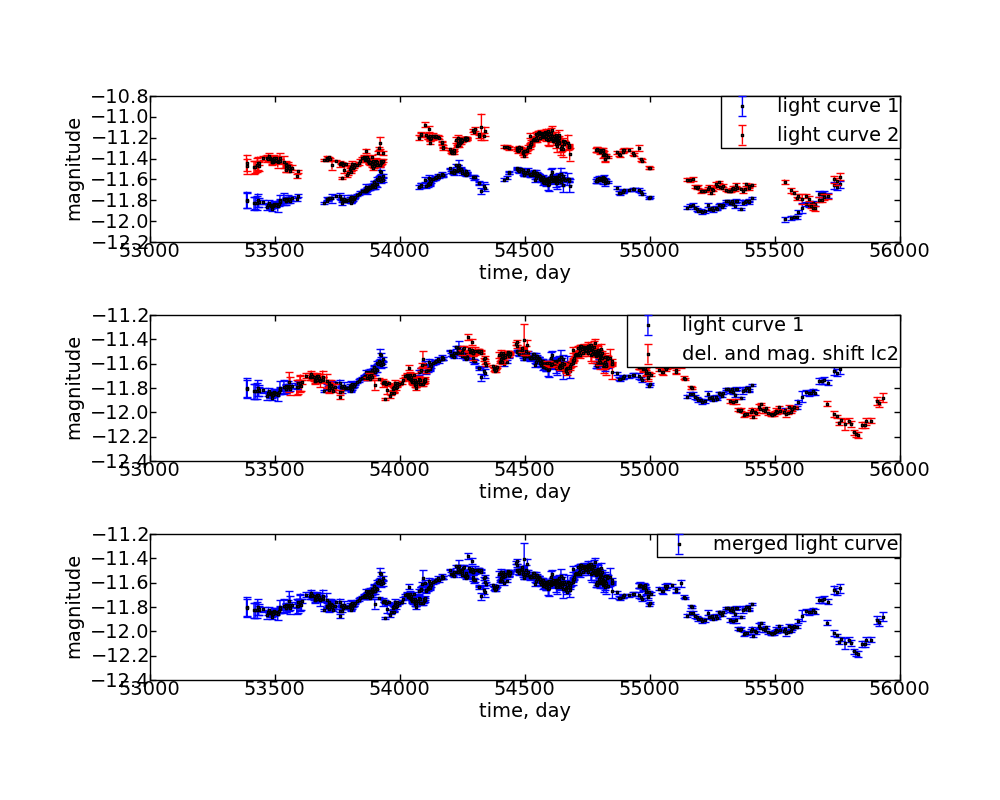 −10.8
−11.0
−11.2
−11.4
−11.6
−11.8
−12.0
−12.2
magnitude
light curve 1
light curve 2
53000 53500 54000 54500 55000 55500 56000
time, day
−11.2
−11.4
−11.6
−11.8
−12.0
−12.2
−12.4
magnitude
light curve 1
del. and mag. shift lc2
53000 53500 54000 54500 55000 55500 56000
time, day
−11.2
−11.4
−11.6
−11.8
−12.0
−12.2
−12.4
magnitude
merged light curve
53000 53500 54000 54500 55000 55500 56000
time, day